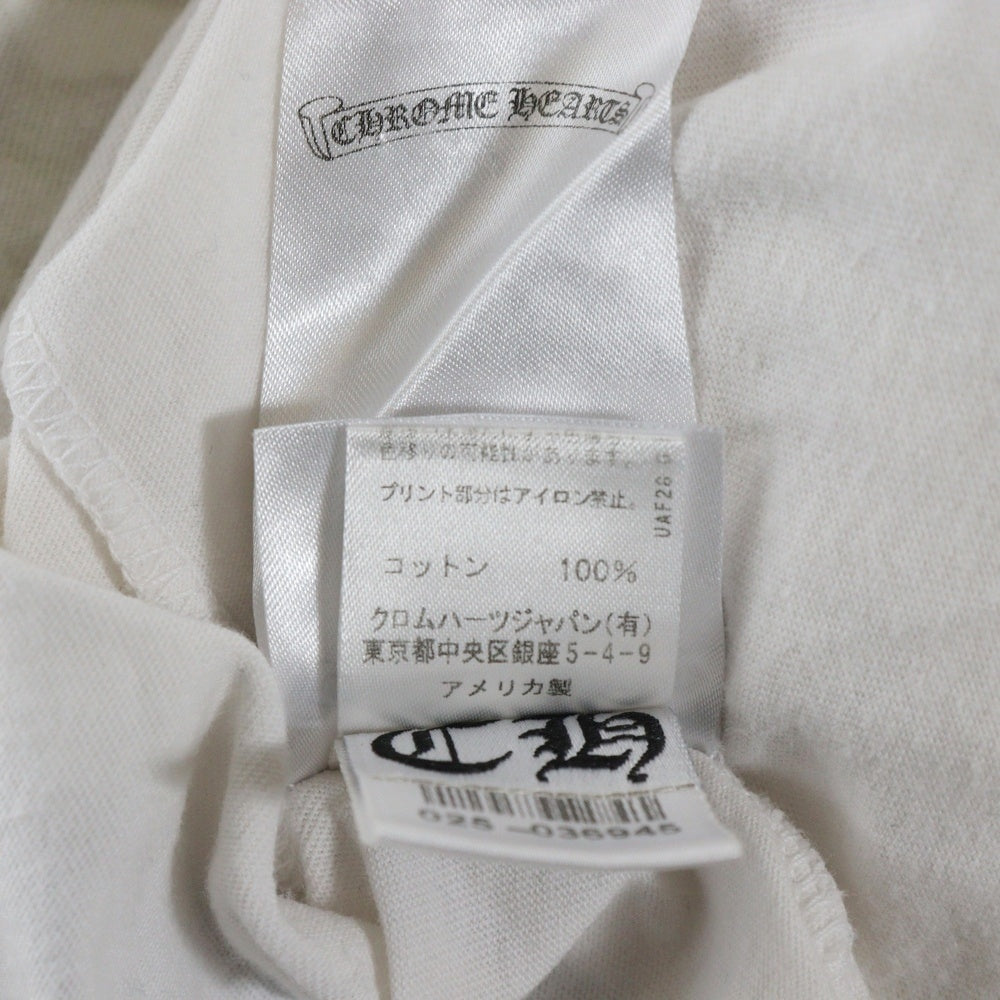 CHROME HEARTS
色移りの可能性があります。
プリント部分はアイロン禁止。
UAF26
コットン 100%
クロムハーツジャパン(有)
東京都中央区銀座5-4-9
アメリカ製
CH
025-036945